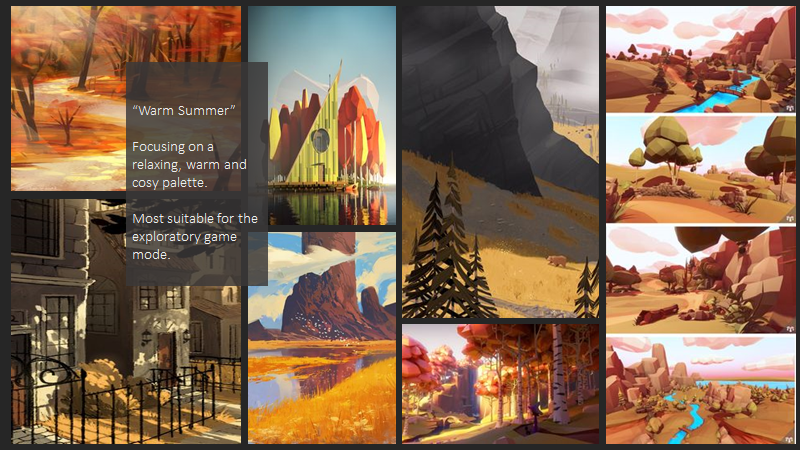 “Warm Summer”
Focusing on a
relaxing, warm and
cosy palette.
Most suitable for the
exploratory game
mode.